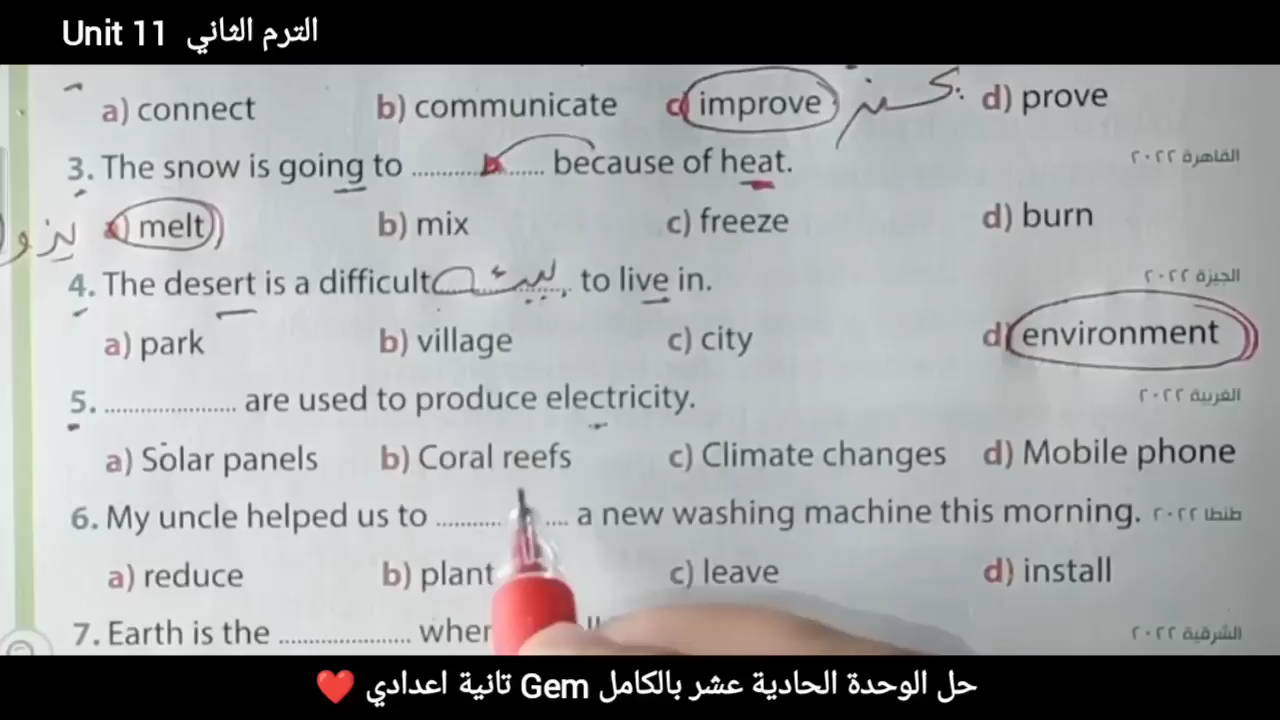 Unit 11 الترم الثاني
a) connect b) communicate c) improve d) prove
3. The snow is going to .................... because of heat. القاهرة ٢٠٢٢
a) melt b) mix c) freeze d) burn
4. The desert is a difficult .................... to live in. الجيزة ٢٠٢٢
a) park b) village c) city d) environment
5. .................... are used to produce electricity. الغربية ٢٠٢٢
a) Solar panels b) Coral reefs c) Climate changes d) Mobile phone
6. My uncle helped us to .................... a new washing machine this morning. طنطا ٢٠٢٢
a) reduce b) plant c) leave d) install
7. Earth is the .................... الشرقية ٢٠٢٢
حل الوحدة الحادية عشر بالكامل Gem تانية اعدادي ❤️